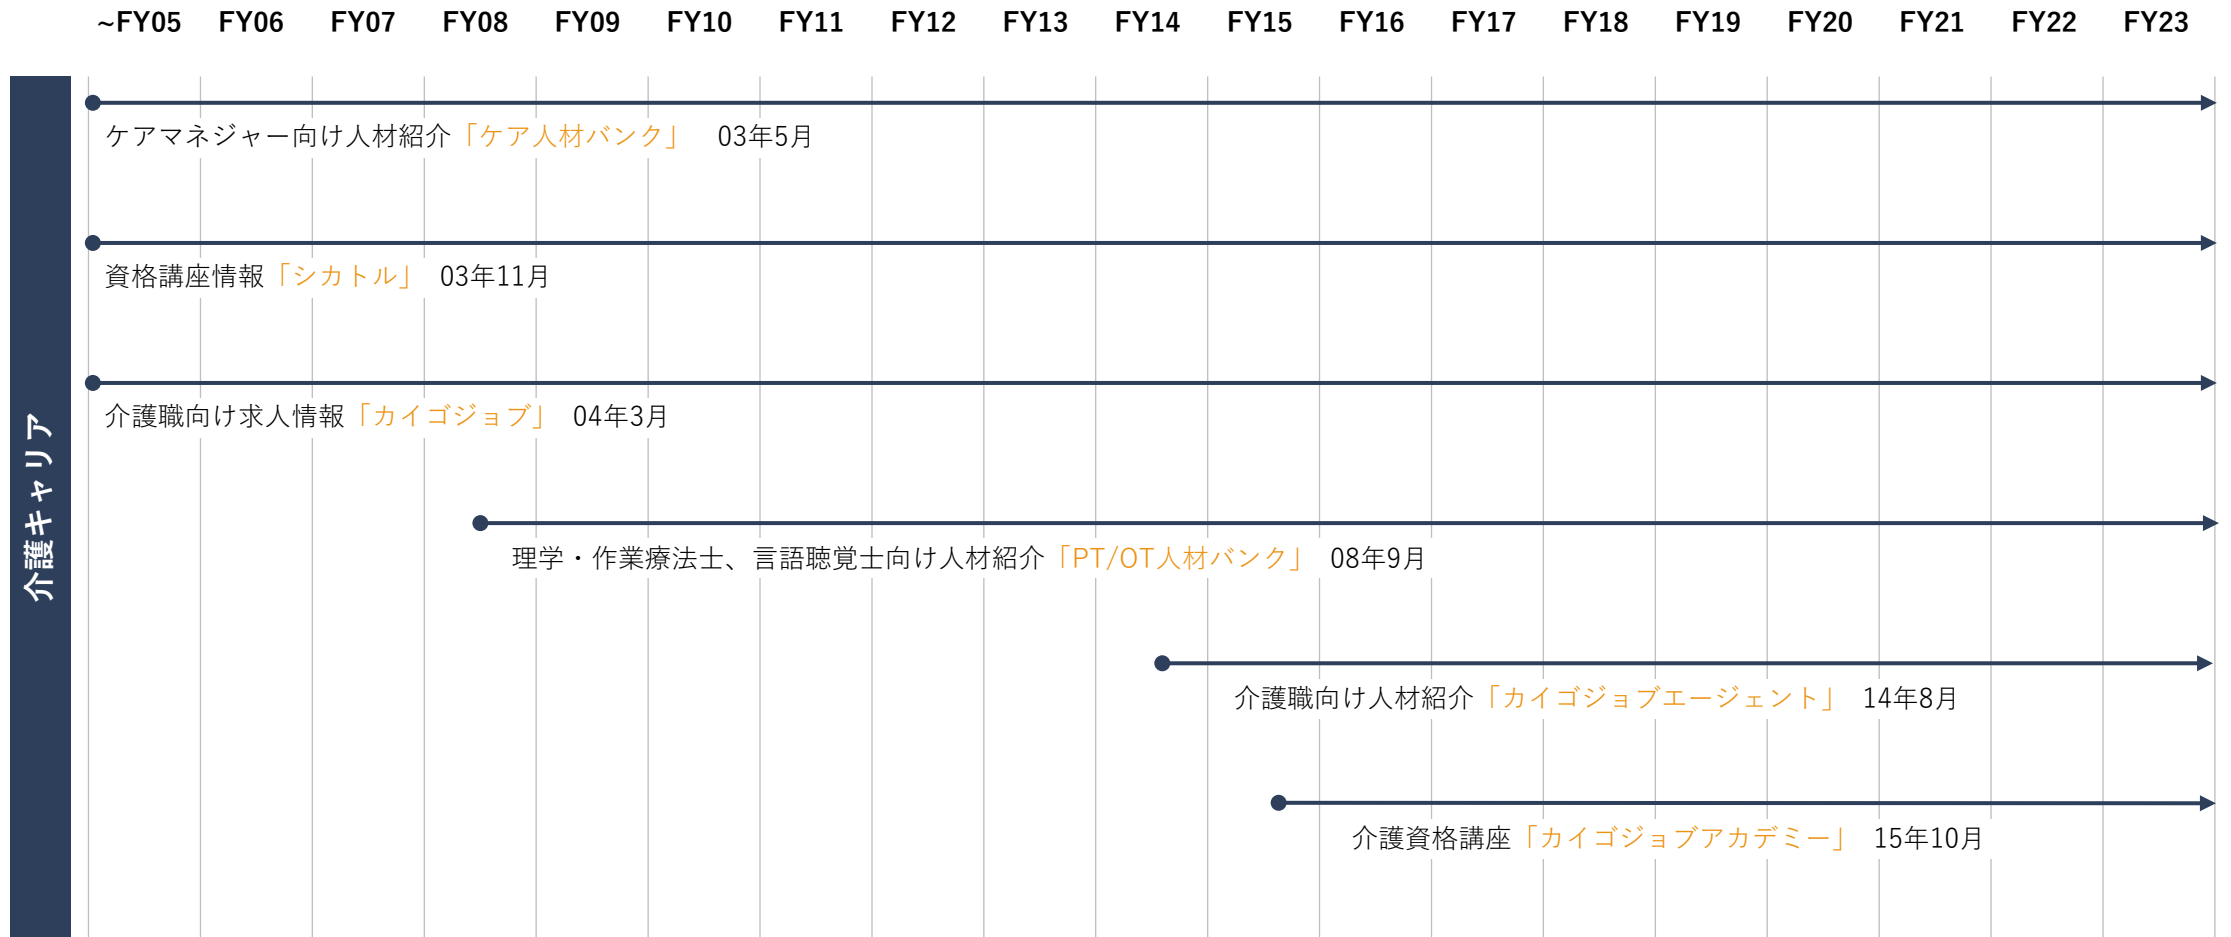 ~FY05 FY06 FY07 FY08 FY09 FY10 FY11 FY12 FY13 FY14 FY15 FY16 FY17 FY18 FY19 FY20 FY21 FY22 FY23
介護キャリア
ケアマネジャー向け人材紹介「ケア人材バンク」 03年5月
資格講座情報「シカトル」 03年11月
介護職向け求人情報「カイゴジョブ」 04年3月
理学・作業療法士、言語聴覚士向け人材紹介「PT/OT人材バンク」 08年9月
介護職向け人材紹介「カイゴジョブエージェント」 14年8月
介護資格講座「カイゴジョブアカデミー」 15年10月